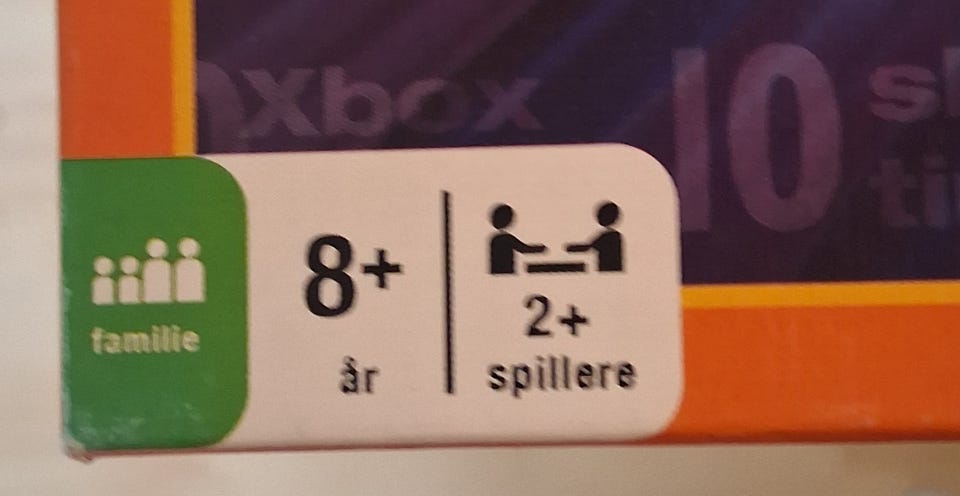 Xbox
10
familie
8+
år
2+
spillere